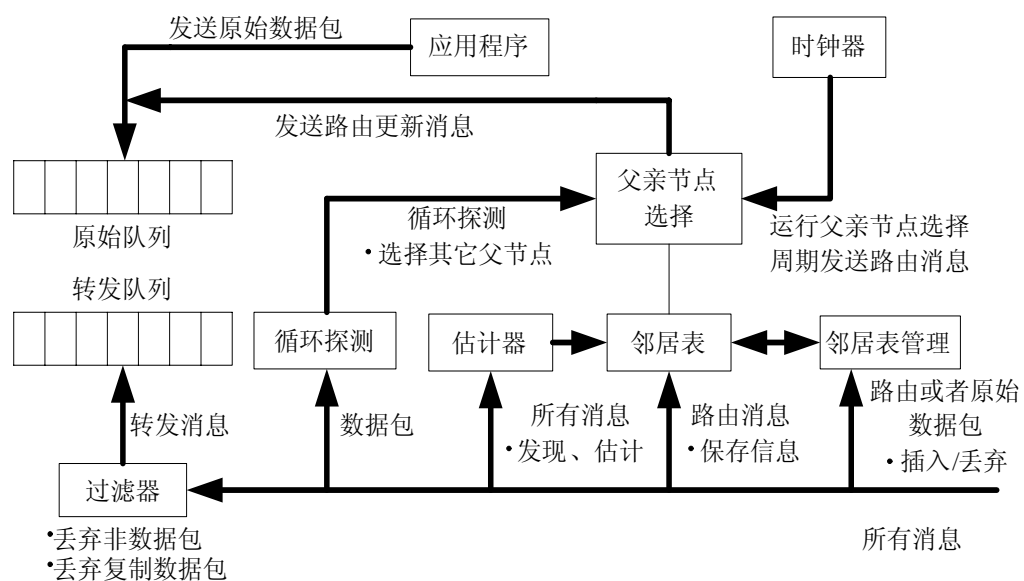 发送原始数据包
应用程序
时钟器
发送路由更新消息
父亲节点
选择
循环探测
·选择其它父节点
运行父亲节点选择
周期发送路由消息
原始队列
转发队列
循环探测
估计器
邻居表
邻居表管理
转发消息
数据包
所有消息
·发现、估计
路由消息
·保存信息
路由或者原始
数据包
·插入/丢弃
过滤器
·丢弃非数据包
·丢弃复制数据包
所有消息